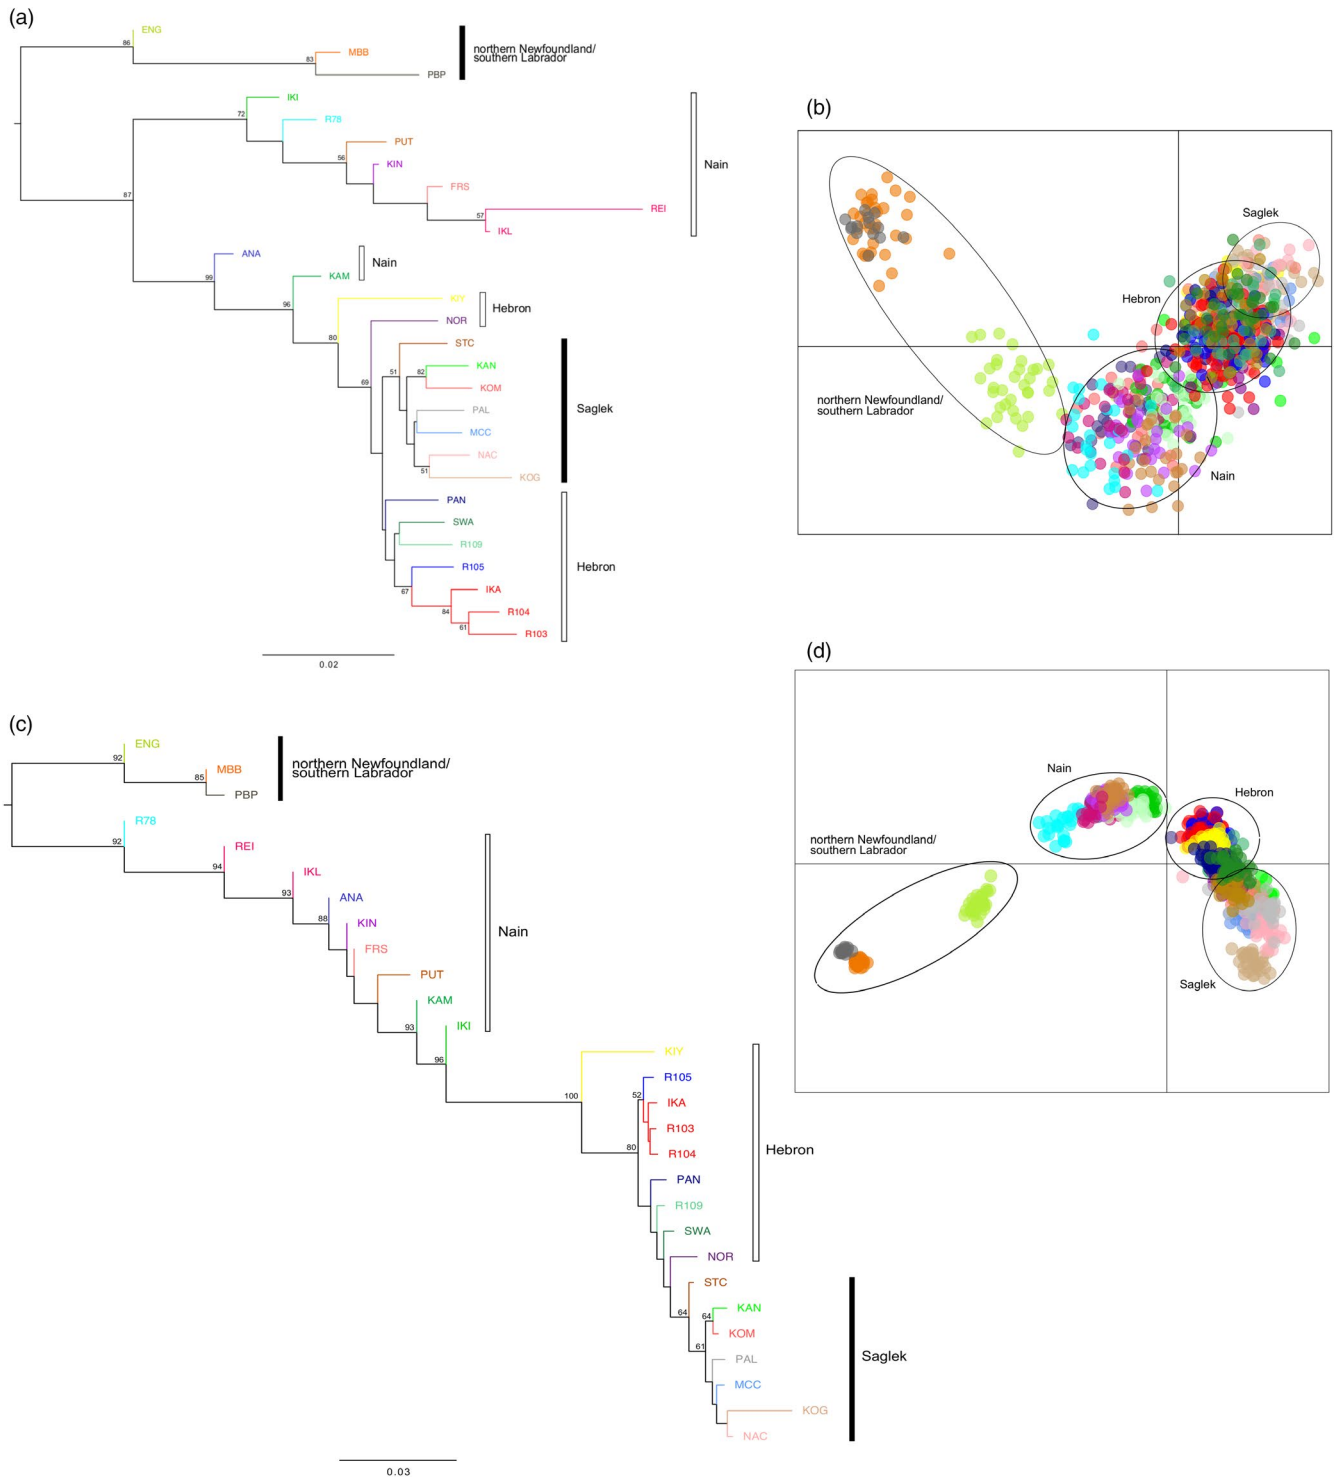 (a)
ENG
86
MBB
83
PBP
northern Newfoundland/
southern Labrador
IKI
72
R78
PUT
56
KIN
FRS
REI
57
IKL
Nain
87
ANA
99
KAM
Nain
96
KIY
Hebron
NOR
80
STC
69
51
KAN
82
KOM
PAL
MCC
NAC
51
KOG
Saglek
PAN
SWA
R109
R105
67
IKA
84
R104
61
R103
Hebron
0.02
(b)
Saglek
Hebron
northern Newfoundland/
southern Labrador
Nain
(c)
ENG
92
MBB
85
PBP
northern Newfoundland/
southern Labrador
R78
92
REI
94
IKL
93
ANA
88
KIN
FRS
PUT
KAM
93
IKI
96
Nain
KIY
100
R105
52
IKA
R103
R104
80
PAN
R109
SWA
NOR
Hebron
STC
64
KAN
64
KOM
61
PAL
MCC
KOG
NAC
Saglek
0.03
(d)
Nain
Hebron
northern Newfoundland/
southern Labrador
Saglek